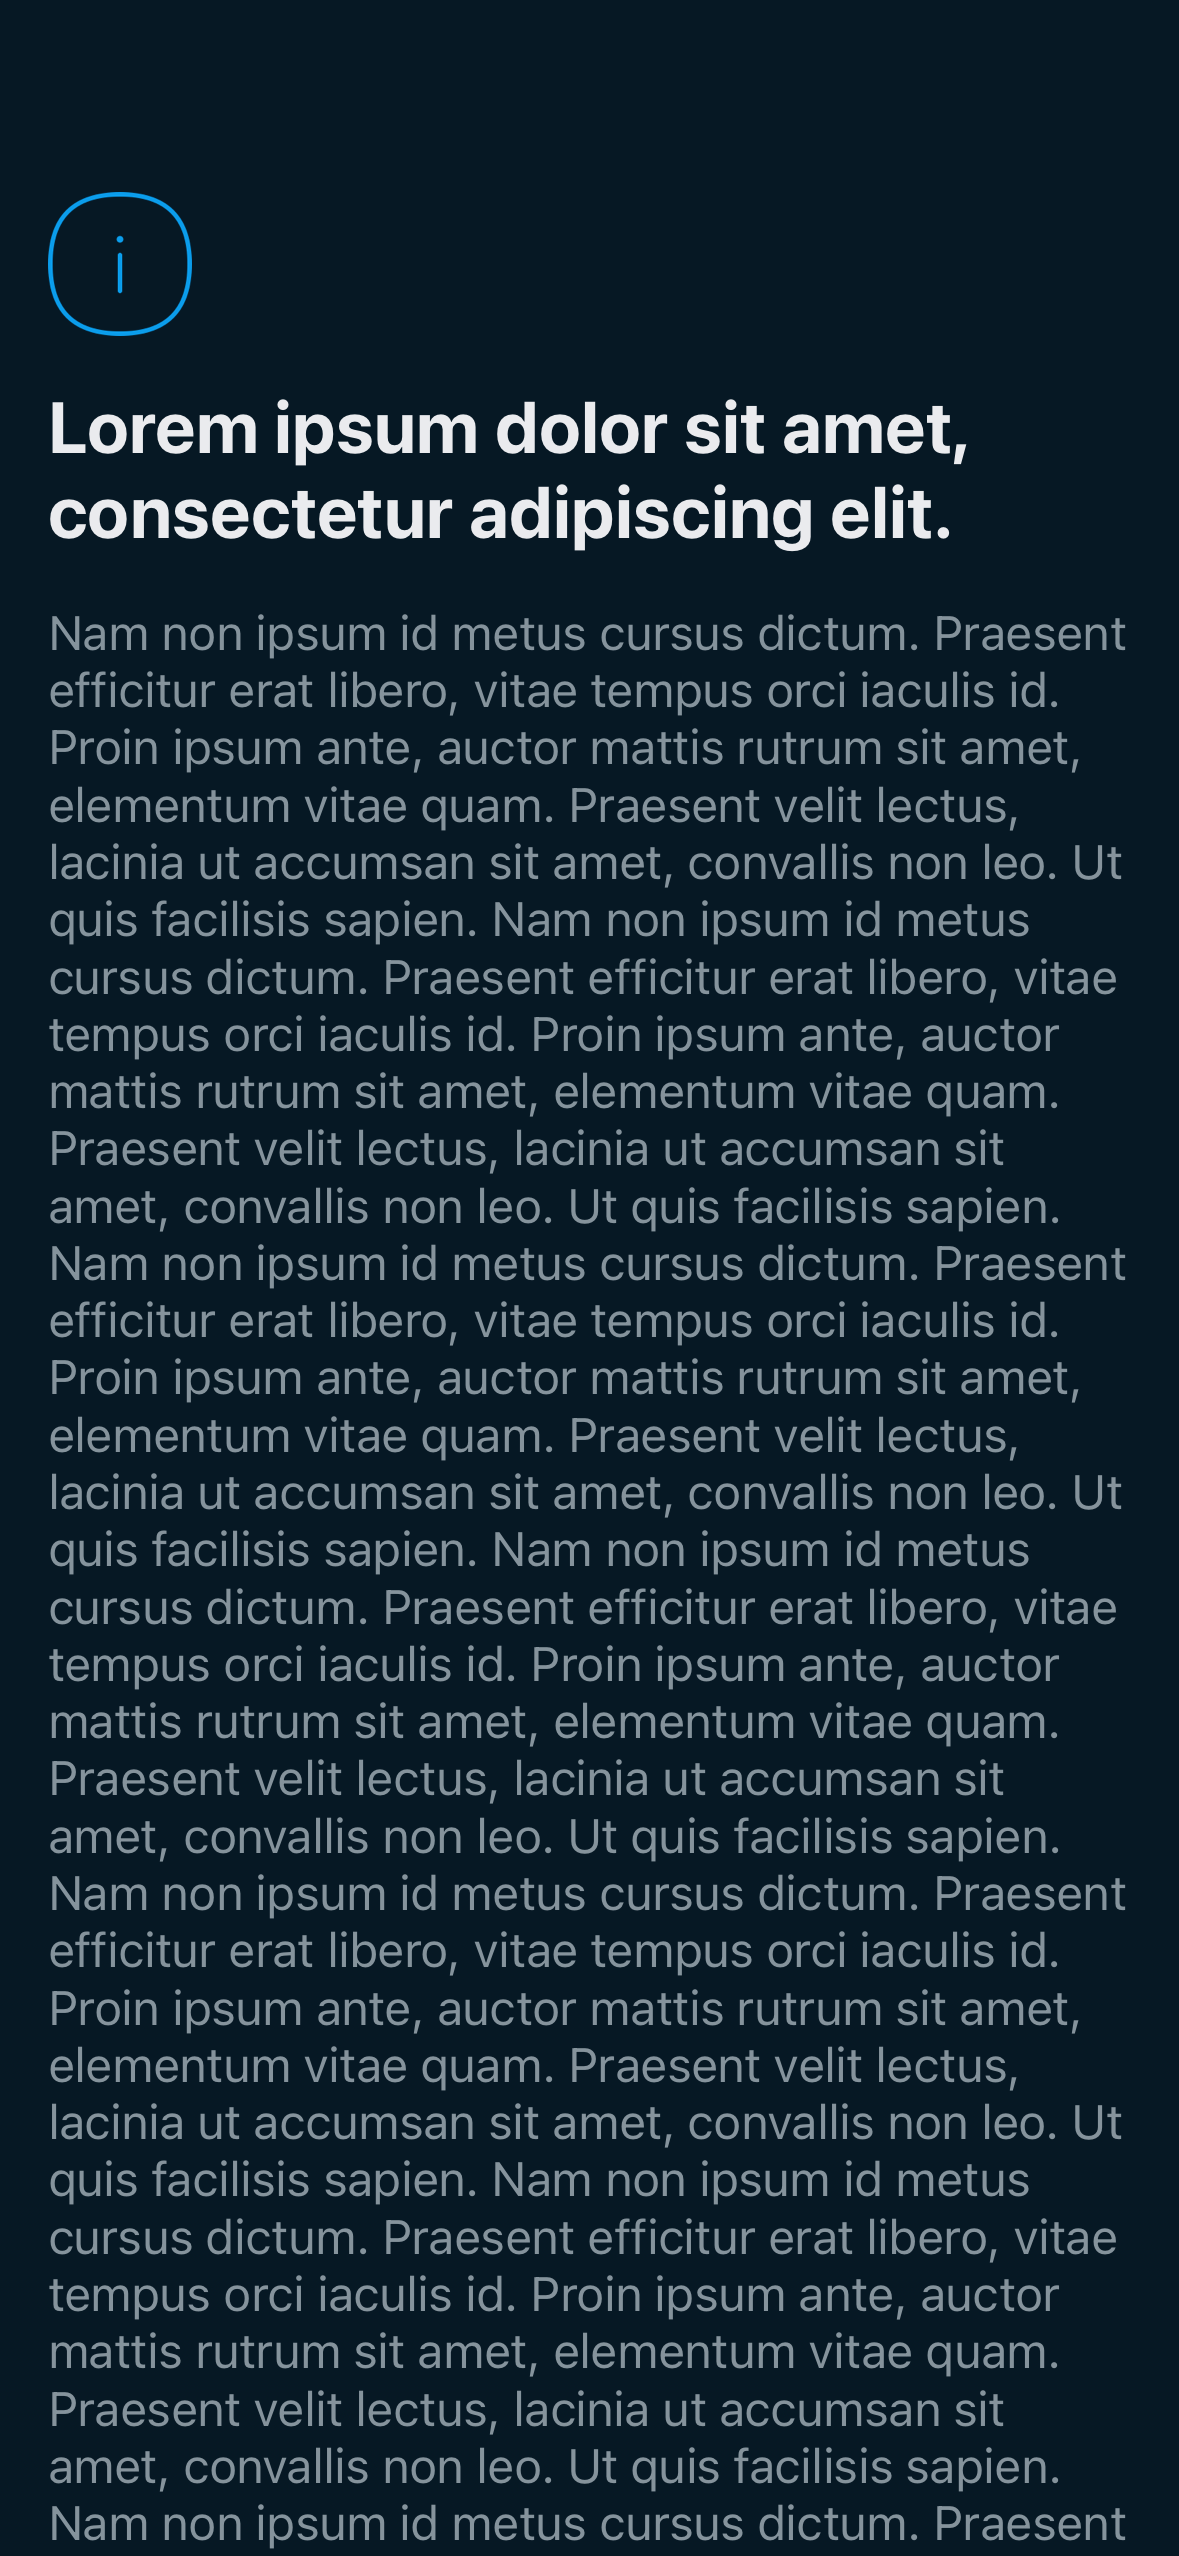 i
Lorem ipsum dolor sit amet,
consectetur adipiscing elit.
Nam non ipsum id metus cursus dictum. Praesent
efficitur erat libero, vitae tempus orci iaculis id.
Proin ipsum ante, auctor mattis rutrum sit amet,
elementum vitae quam. Praesent velit lectus,
lacinia ut accumsan sit amet, convallis non leo. Ut
quis facilisis sapien. Nam non ipsum id metus
cursus dictum. Praesent efficitur erat libero, vitae
tempus orci iaculis id. Proin ipsum ante, auctor
mattis rutrum sit amet, elementum vitae quam.
Praesent velit lectus, lacinia ut accumsan sit
amet, convallis non leo. Ut quis facilisis sapien.
Nam non ipsum id metus cursus dictum. Praesent
efficitur erat libero, vitae tempus orci iaculis id.
Proin ipsum ante, auctor mattis rutrum sit amet,
elementum vitae quam. Praesent velit lectus,
lacinia ut accumsan sit amet, convallis non leo. Ut
quis facilisis sapien. Nam non ipsum id metus
cursus dictum. Praesent efficitur erat libero, vitae
tempus orci iaculis id. Proin ipsum ante, auctor
mattis rutrum sit amet, elementum vitae quam.
Praesent velit lectus, lacinia ut accumsan sit
amet, convallis non leo. Ut quis facilisis sapien.
Nam non ipsum id metus cursus dictum. Praesent
efficitur erat libero, vitae tempus orci iaculis id.
Proin ipsum ante, auctor mattis rutrum sit amet,
elementum vitae quam. Praesent velit lectus,
lacinia ut accumsan sit amet, convallis non leo. Ut
quis facilisis sapien. Nam non ipsum id metus
cursus dictum. Praesent efficitur erat libero, vitae
tempus orci iaculis id. Proin ipsum ante, auctor
mattis rutrum sit amet, elementum vitae quam.
Praesent velit lectus, lacinia ut accumsan sit
amet, convallis non leo. Ut quis facilisis sapien.
Nam non ipsum id metus cursus dictum. Praesent